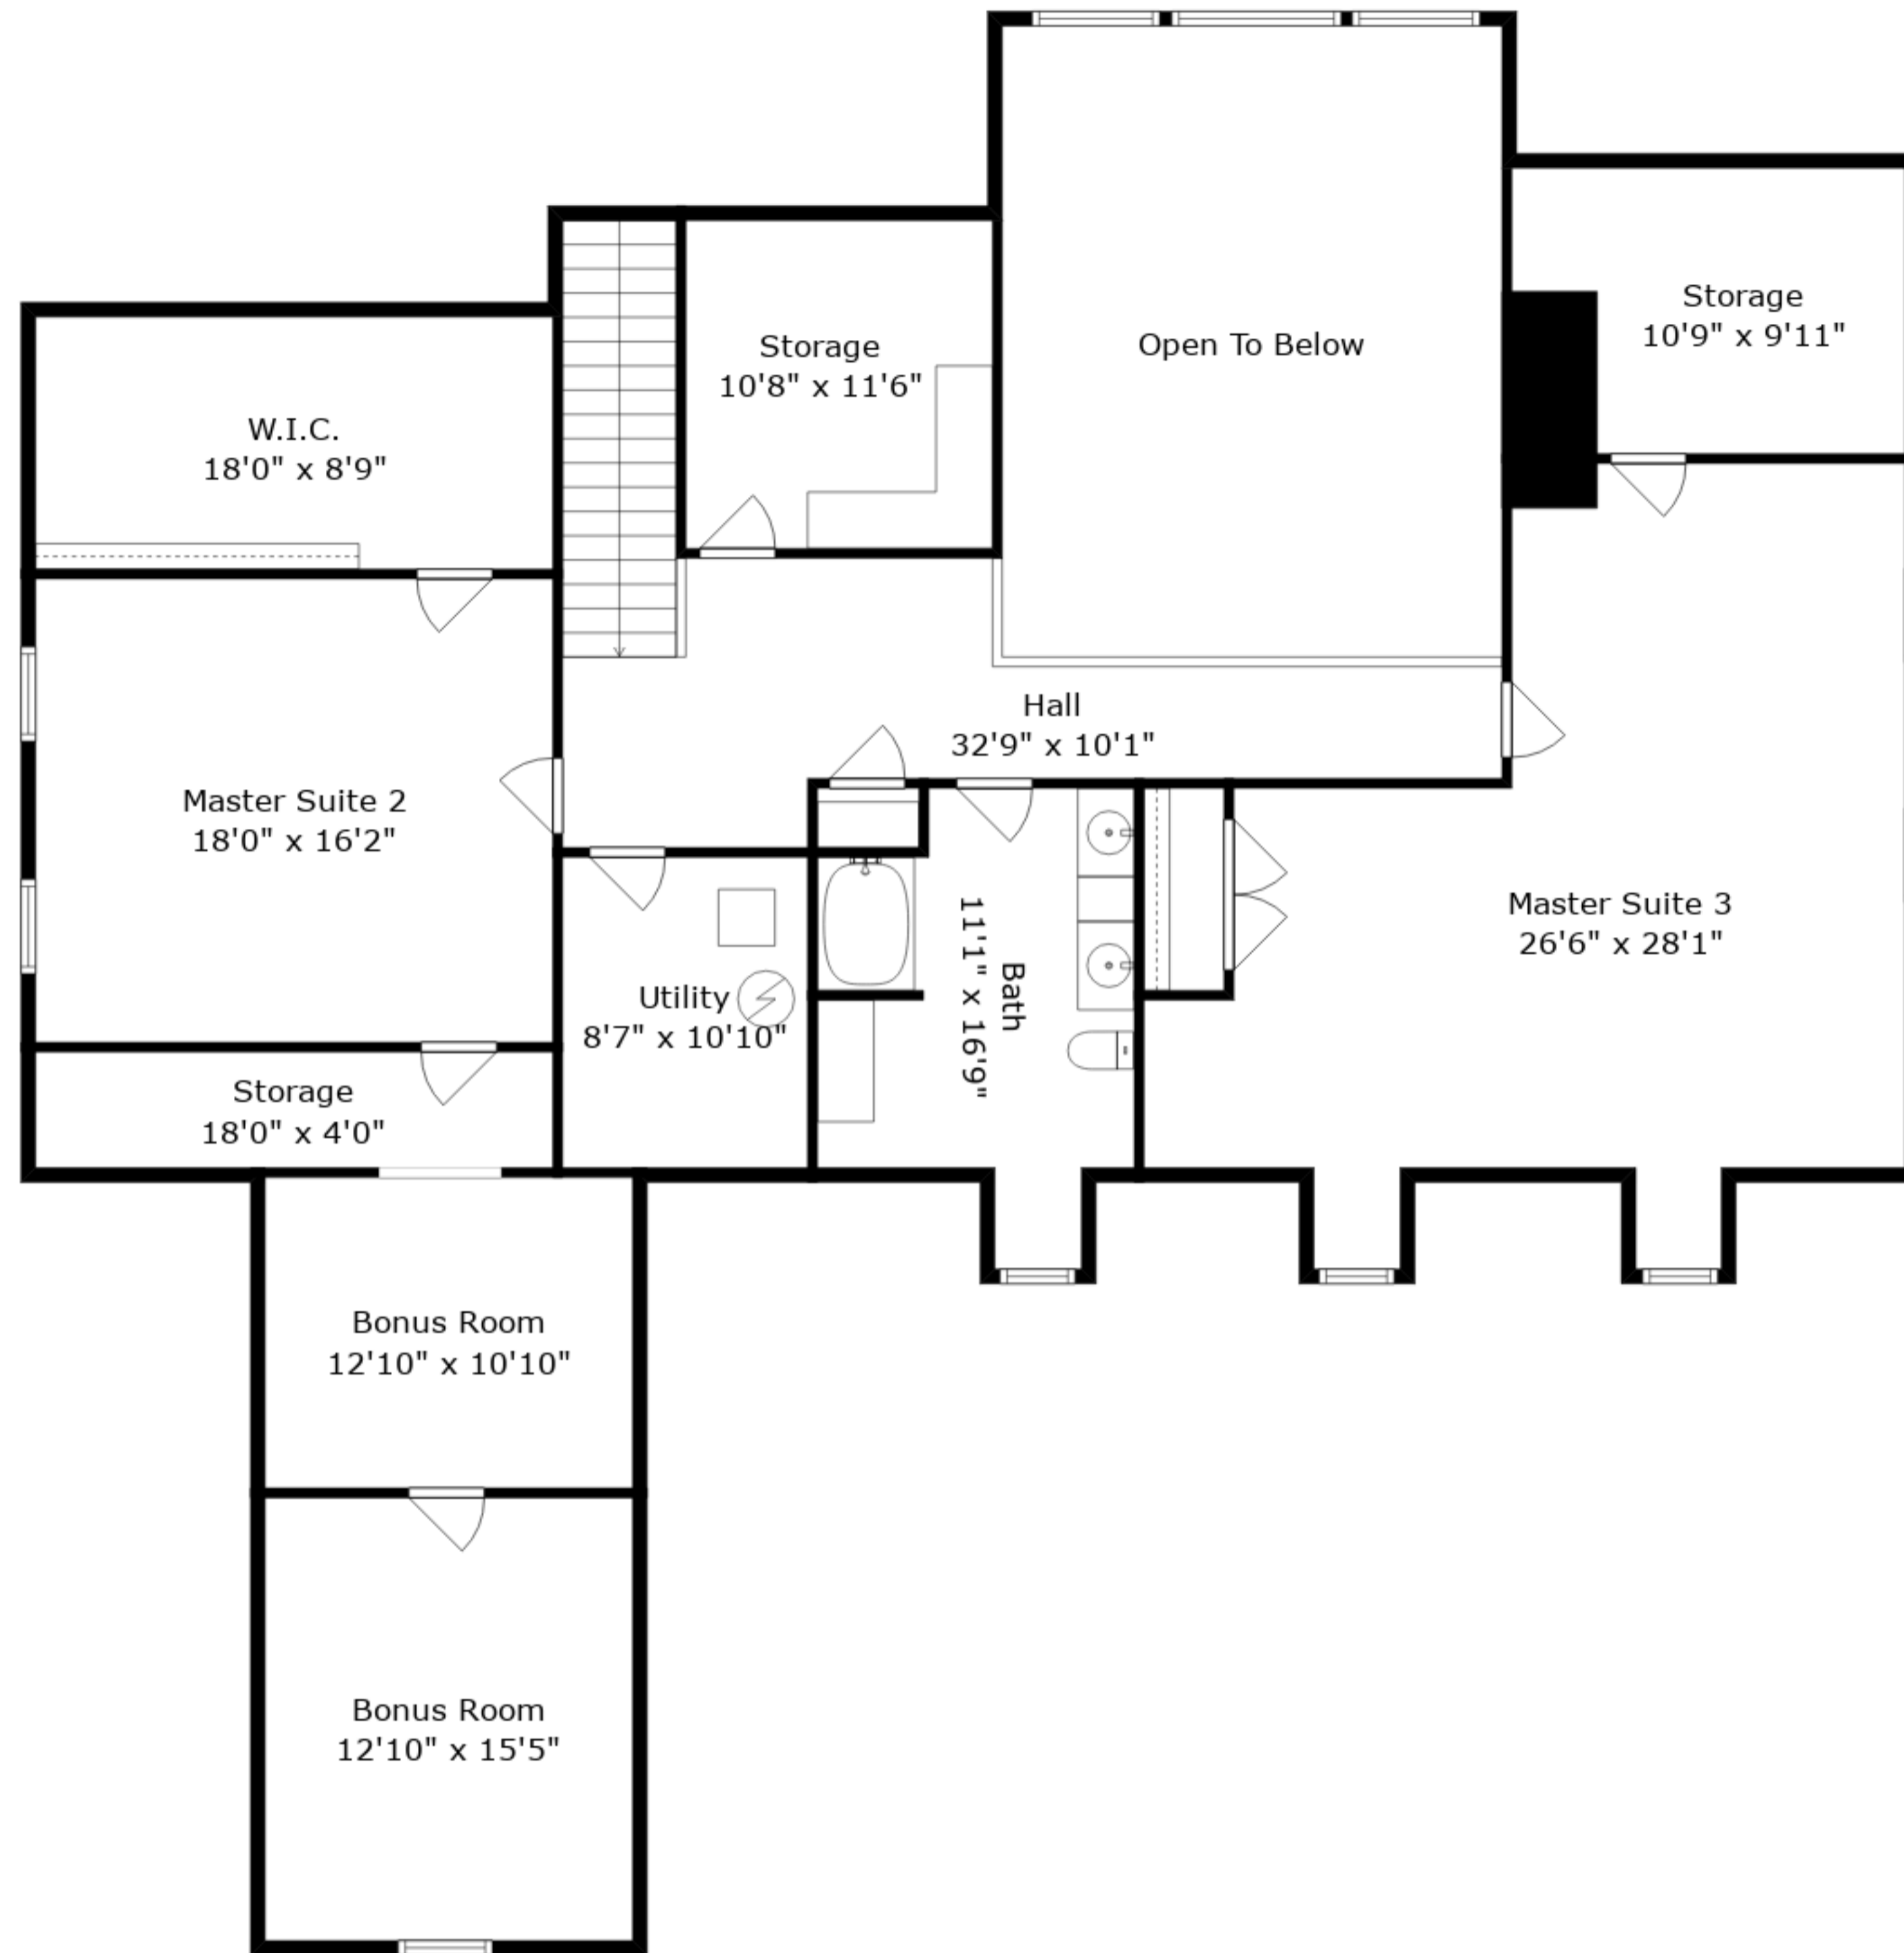 Open To Below
Storage
10'9" x 9'11"
Storage
10'8" x 11'6"
W.I.C.
18'0" x 8'9"
Hall
32'9" x 10'1"
Master Suite 2
18'0" x 16'2"
Master Suite 3
26'6" x 28'1"
Bath
11'1" x 16'9"
Utility
8'7" x 10'10"
Storage
18'0" x 4'0"
Bonus Room
12'10" x 10'10"
Bonus Room
12'10" x 15'5"